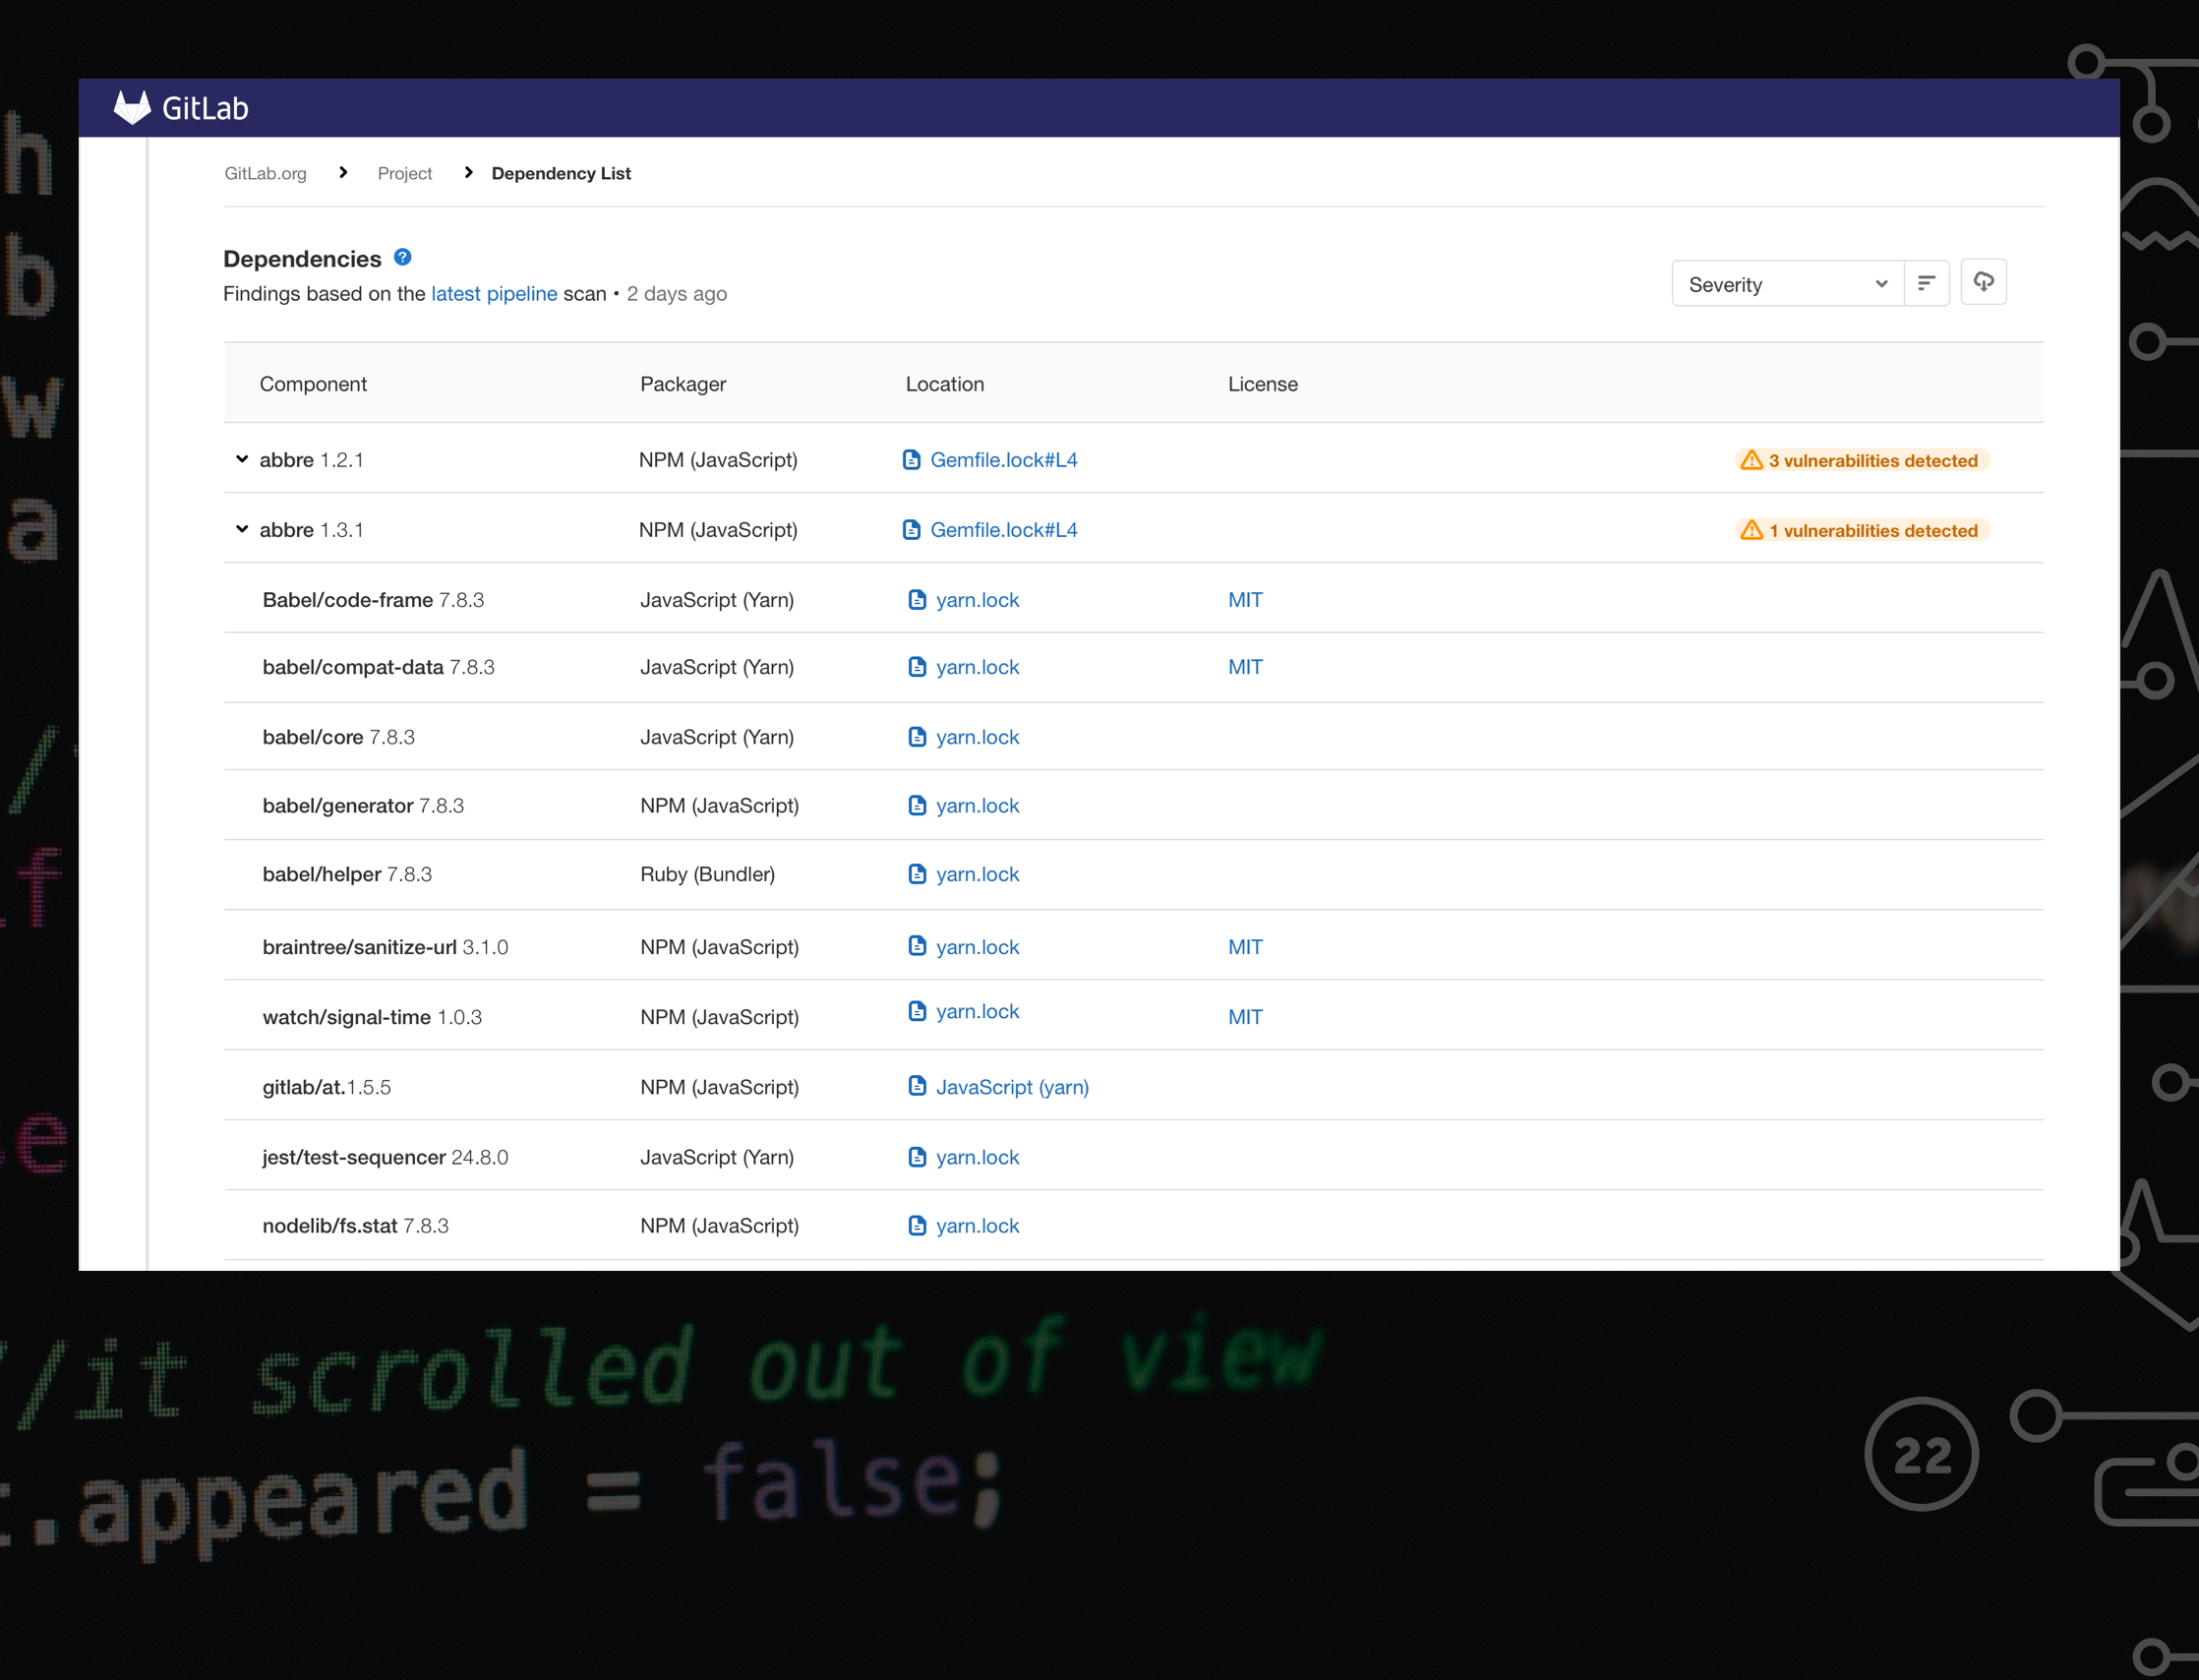 GitLab
GitLab.org > Project > Dependency List
Dependencies ?
Findings based on the latest pipeline scan • 2 days ago
Severity
Component Packager Location License
abbre 1.2.1 NPM (JavaScript) Gemfile.lock#L4 3 vulnerabilities detected
abbre 1.3.1 NPM (JavaScript) Gemfile.lock#L4 1 vulnerabilities detected
Babel/code-frame 7.8.3 JavaScript (Yarn) yarn.lock MIT
babel/compat-data 7.8.3 JavaScript (Yarn) yarn.lock MIT
babel/core 7.8.3 JavaScript (Yarn) yarn.lock
babel/generator 7.8.3 NPM (JavaScript) yarn.lock
babel/helper 7.8.3 Ruby (Bundler) yarn.lock
braintree/sanitize-url 3.1.0 NPM (JavaScript) yarn.lock MIT
watch/signal-time 1.0.3 NPM (JavaScript) yarn.lock MIT
gitlab/at.1.5.5 NPM (JavaScript) JavaScript (yarn)
jest/test-sequencer 24.8.0 JavaScript (Yarn) yarn.lock
nodelib/fs.stat 7.8.3 NPM (JavaScript) yarn.lock
//it scrolled out of view
.appeared = false;
22